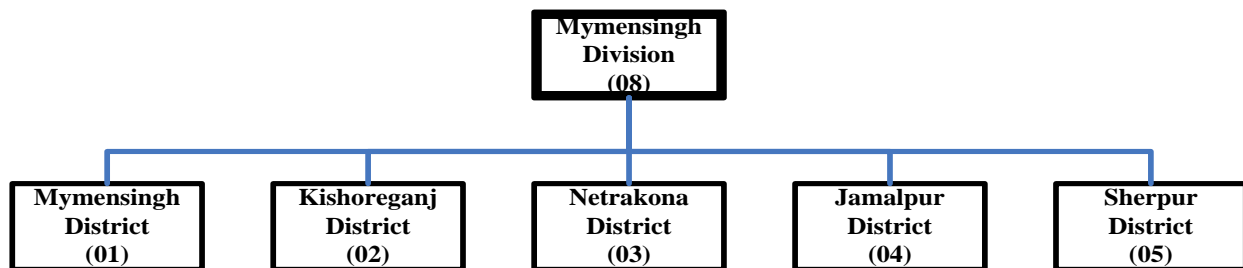 Mymensingh
Division
(08)
Mymensingh
District
(01)
Kishoreganj
District
(02)
Netrakona
District
(03)
Jamalpur
District
(04)
Sherpur
District
(05)